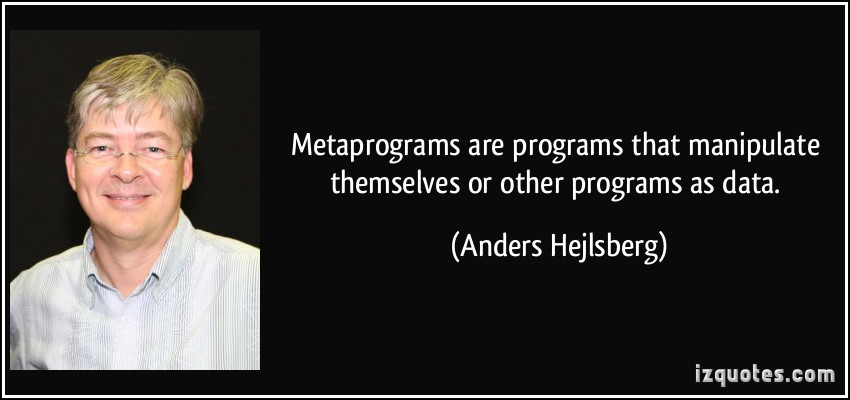 Metaprograms are programs that manipulate
themselves or other programs as data.
(Anders Hejlsberg)
izquotes.com